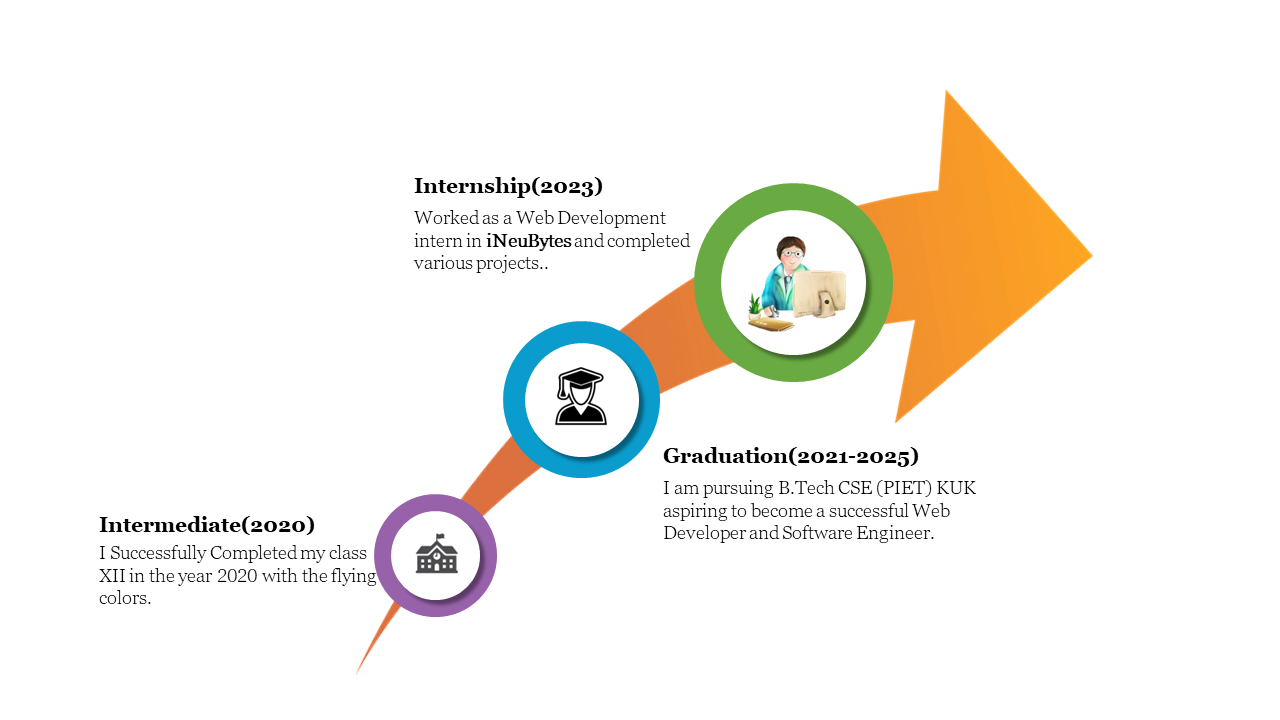 Internship(2023)
Worked as a Web Development
intern in iNeuBytes and completed
various projects..
Graduation(2021-2025)
I am pursuing B.Tech CSE (PIET) KUK
aspiring to become a successful Web
Developer and Software Engineer.
Intermediate(2020)
I Successfully Completed my class
XII in the year 2020 with the flying
colors.